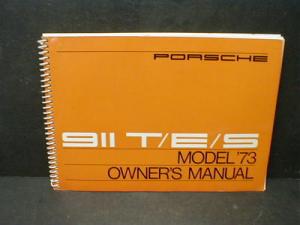 PORSCHE
911 T/E/S
MODEL '73
OWNER'S MANUAL